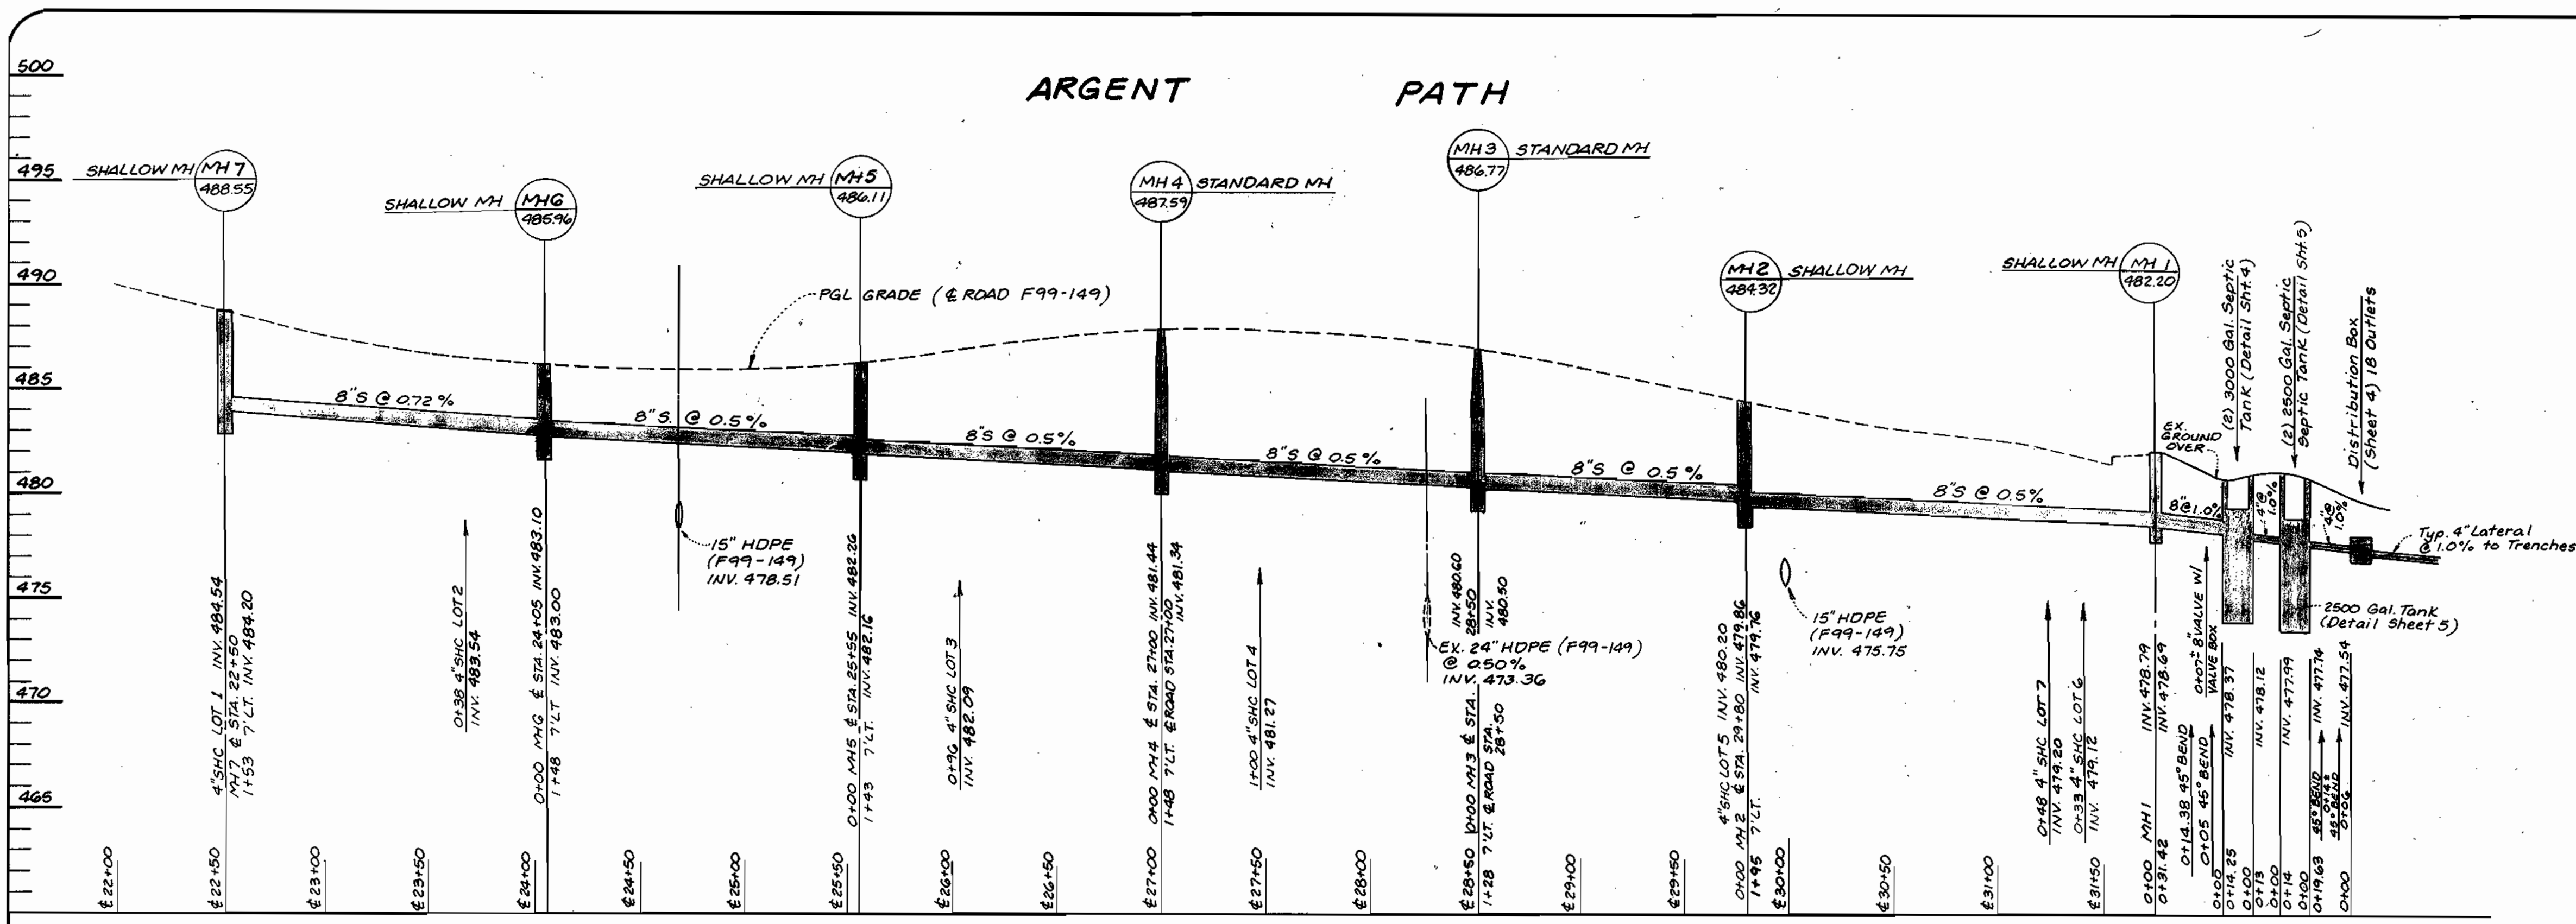 ARGENT PATH
500
495
490
485
480
475
470
465
SHALLOW MH
MH 7
488.55
SHALLOW MH
MH6
485.96
SHALLOW MH
MH5
486.11
MH 4
487.59
STANDARD MH
MH 3
486.77
STANDARD MH
MH2
484.32
SHALLOW MH
SHALLOW MH
MH 1
482.20
PGL GRADE (℄ ROAD F99-149)
8"S @ 0.72 %
8"S. @ 0.5%
8"S @ 0.5%
8"S @ 0.5%
8"S @ 0.5%
8"S @ 0.5%
8"@1.0%
4"@
1.0%
4"@
1.0%
EX.
GROUND
OVER
(2) 3000 Gal. Septic
Tank (Detail Sht. 4)
(2) 2500 Gal. Septic
Septic Tank (Detail Sht. 5)
Distribution Box
(Sheet 4) 18 Outlets
Typ. 4" Lateral
@ 1.0% to Trenches
2500 Gal. Tank
(Detail Sheet 5)
15" HDPE
(F99-149)
INV. 478.51
EX. 24" HDPE (F99-149)
@ 0.50%
INV. 473.36
15" HDPE
(F99-149)
INV. 475.75
4" SHC LOT 1 INV. 484.54
MH7 ℄ STA. 22+50
1+53 7' LT. INV. 484.20
0+38 4" SHC LOT 2
INV. 483.54
0+00 MH6 ℄ STA. 24+05 INV. 483.10
1+48 7' LT INV. 483.00
0+00 MH5 ℄ STA. 25+55 INV. 482.26
1+43 7' LT. INV. 482.16
0+96 4" SHC LOT 3
INV. 482.09
0+00 MH4 ℄ STA. 27+00 INV. 481.44
1+48 7' LT. ℄ ROAD STA. 27+00
INV. 481.34
1+00 4" SHC LOT 4
INV. 481.27
0+00 MH3 ℄ STA. 28+50 INV. 480.60
1+28 7' LT. ℄ ROAD STA. 28+50
INV. 480.50
4" SHC LOT 5 INV. 480.20
0+00 MH2 ℄ STA. 29+80 INV. 479.86
1+95 7' LT. INV. 479.76
0+48 4" SHC LOT 7
INV. 479.20
0+33 4" SHC LOT 6
INV. 479.12
0+00 MH1 INV. 478.79
0+31.42 INV. 478.69
0+14.38 45° BEND
0+05 45° BEND
0+07± 8" VALVE W/
VALVE BOX
INV. 478.37
INV. 478.12
INV. 477.99
INV. 477.74
INV. 477.54
45° BEND
0+14±
45° BEND
0+06
℄ 22+00
℄ 22+50
℄ 23+00
℄ 23+50
℄ 24+00
℄ 24+50
℄ 25+00
℄ 25+50
℄ 26+00
℄ 26+50
℄ 27+00
℄ 27+50
℄ 28+00
℄ 28+50
℄ 29+00
℄ 29+50
℄ 30+00
℄ 30+50
℄ 31+00
℄ 31+50
0+00
0+14.25
0+00
0+13
0+00
0+14
0+00
0+19.63
0+00